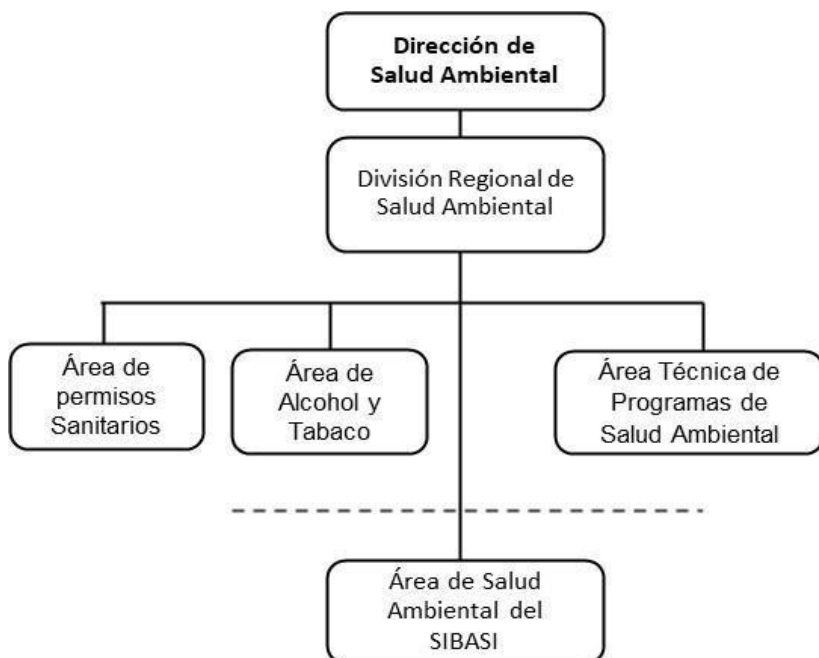 Dirección de
Salud Ambiental
División Regional de
Salud Ambiental
Área de
permisos
Sanitarios
Área de
Alcohol y
Tabaco
Área Técnica de
Programas de
Salud Ambiental
Área de Salud
Ambiental del
SIBASI